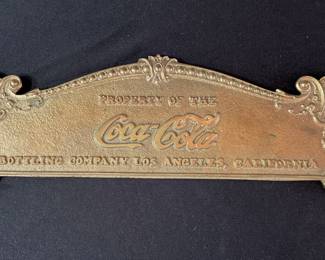 PROPERTY OF THE
Coca-Cola
BOTTLING COMPANY LOS ANGELES, CALIFORNIA